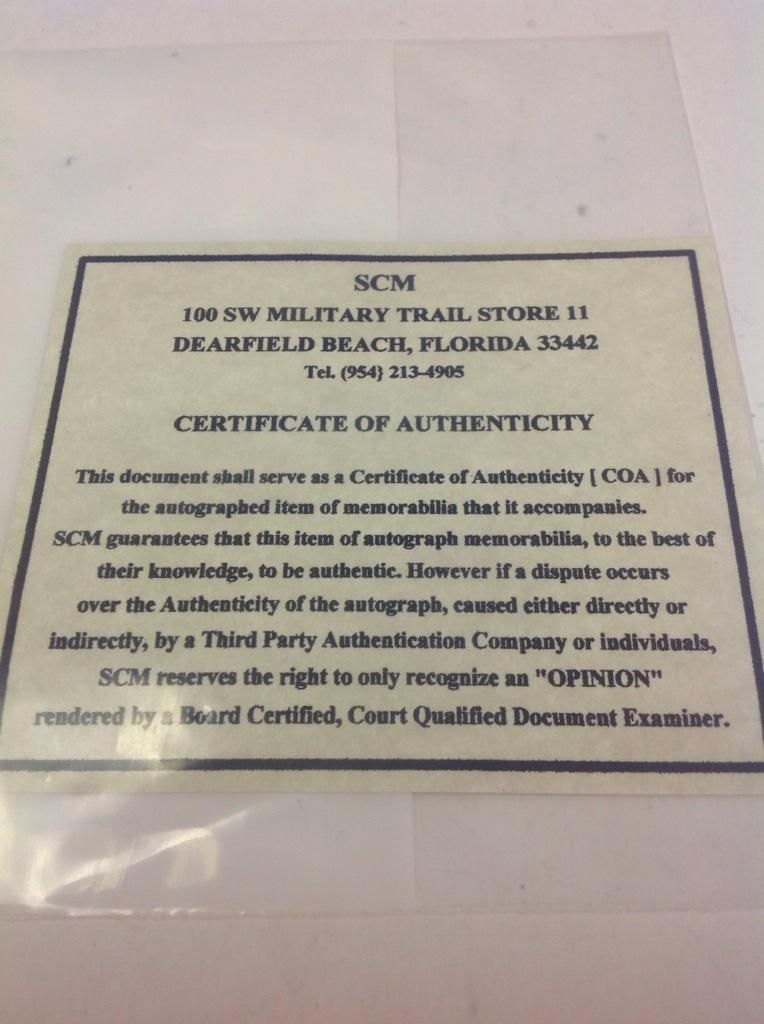 SCM
100 SW MILITARY TRAIL STORE 11
DEARFIELD BEACH, FLORIDA 33442
Tel. (954} 213-4905
CERTIFICATE OF AUTHENTICITY
This document shall serve as a Certificate of Authenticity [ COA ] for
the autographed item of memorabilia that it accompanies.
SCM guarantees that this item of autograph memorabilia, to the best of
their knowledge, to be authentic. However if a dispute occurs
over the Authenticity of the autograph, caused either directly or
indirectly, by a Third Party Authentication Company or individuals,
SCM reserves the right to only recognize an "OPINION"
rendered by a Board Certified, Court Qualified Document Examiner.